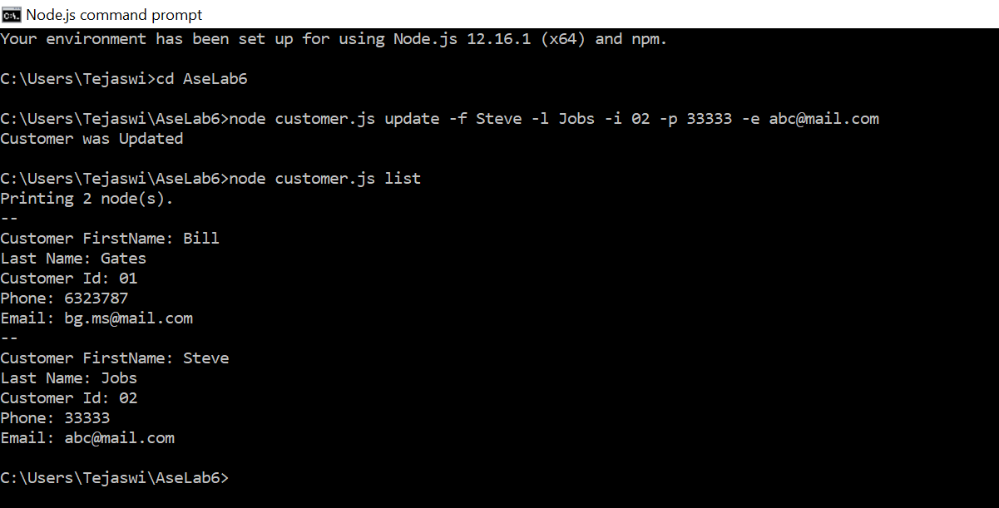 Node.js command prompt
Your environment has been set up for using Node.js 12.16.1 (x64) and npm.
C:\Users\Tejaswi>cd AseLab6
C:\Users\Tejaswi\AseLab6>node customer.js update -f Steve -l Jobs -i 02 -p 33333 -e abc@mail.com
Customer was Updated
C:\Users\Tejaswi\AseLab6>node customer.js list
Printing 2 node(s).
--
Customer FirstName: Bill
Last Name: Gates
Customer Id: 01
Phone: 6323787
Email: bg.ms@mail.com
--
Customer FirstName: Steve
Last Name: Jobs
Customer Id: 02
Phone: 33333
Email: abc@mail.com
C:\Users\Tejaswi\AseLab6>